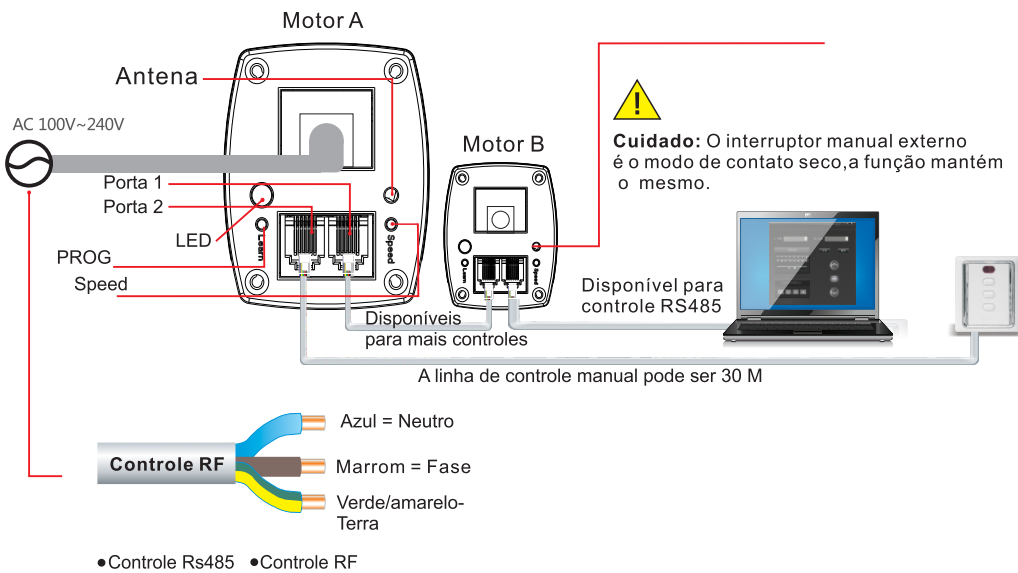 Motor A
Antena
AC 100V~240V
Motor B
Cuidado: O interruptor manual externo
é o modo de contato seco,a função mantém
o mesmo.
Porta 1
Porta 2
LED
PROG
Speed
Learn
Speed
Learn
Speed
Disponível para
controle RS485
Disponíveis
para mais controles
A linha de controle manual pode ser 30 M
Azul = Neutro
Controle RF
Marrom = Fase
Verde/amarelo-
Terra
●Controle Rs485 ●Controle RF